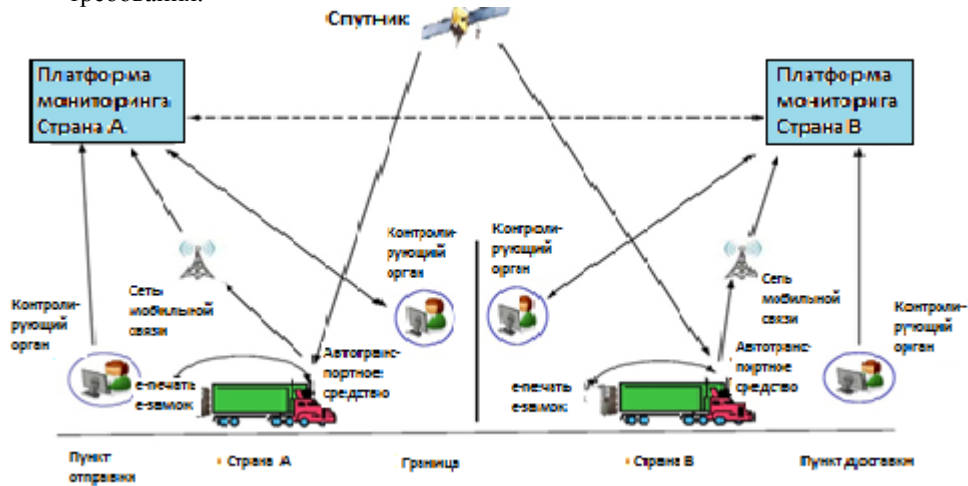 требования.
Спутник
Платформа
мониторинга
Страна А
Платформа
мониторига
Страна В
Контроли-
рующий
орган
Контроли-
рующий
орган
Сеть
мобильной
связи
Сеть
мобильной
связи
Контроли-
рующий
орган
Контроли-
рующий
орган
Автотранс-
портное
средство
Автотранс-
портное
средство
е-печать
е-замок
е-печать
е-замок
Пункт
отправки
Страна А
Граница
Страна В
Пункт доставки